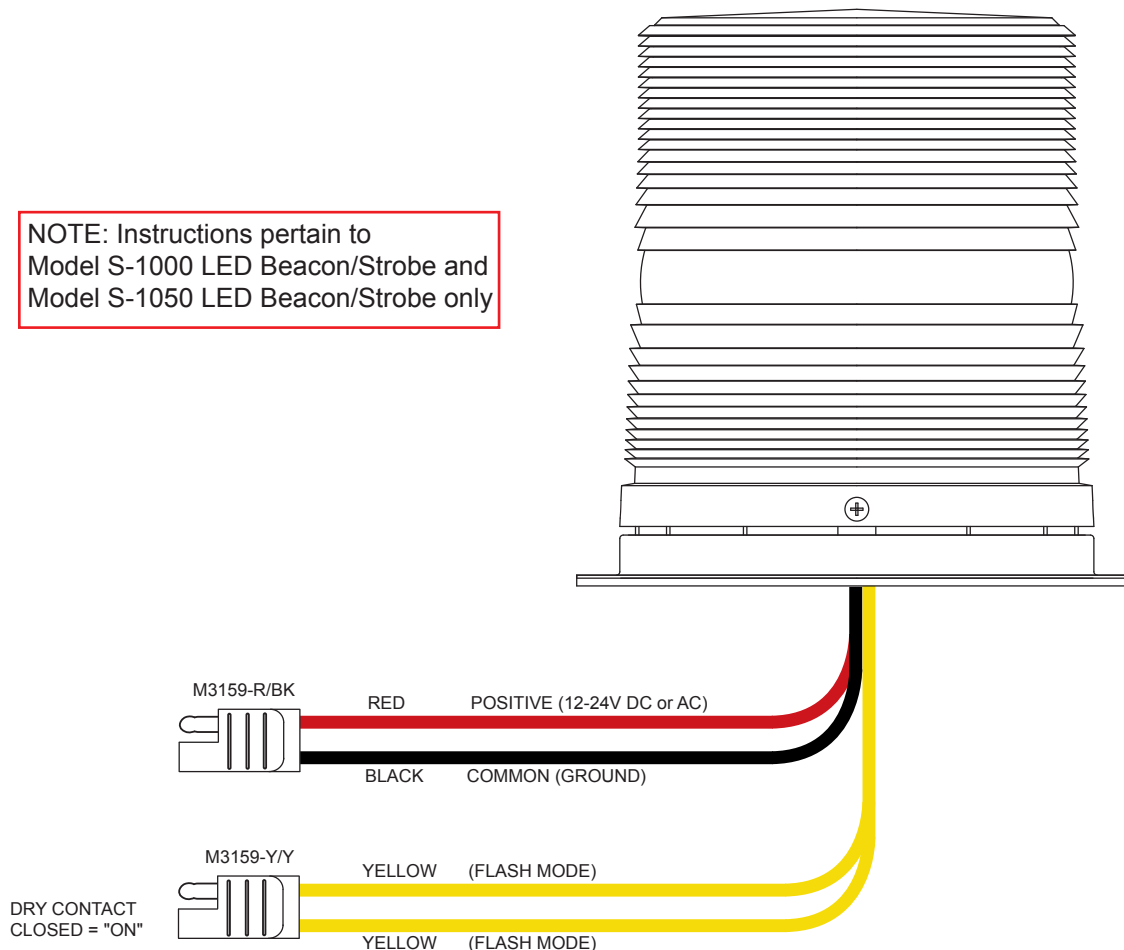 NOTE: Instructions pertain to
Model S-1000 LED Beacon/Strobe and
Model S-1050 LED Beacon/Strobe only
M3159-R/BK
RED POSITIVE (12-24V DC or AC)
BLACK COMMON (GROUND)
M3159-Y/Y
YELLOW (FLASH MODE)
DRY CONTACT
CLOSED = "ON"
YELLOW (FLASH MODE)